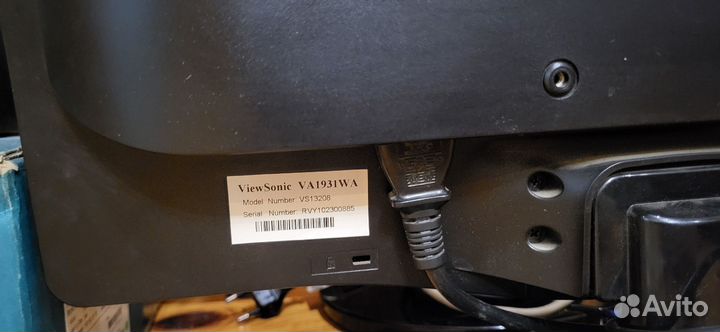 ViewSonic VA1931WA
Model Number VS13208
Serial Number: RVY102300885
Avito